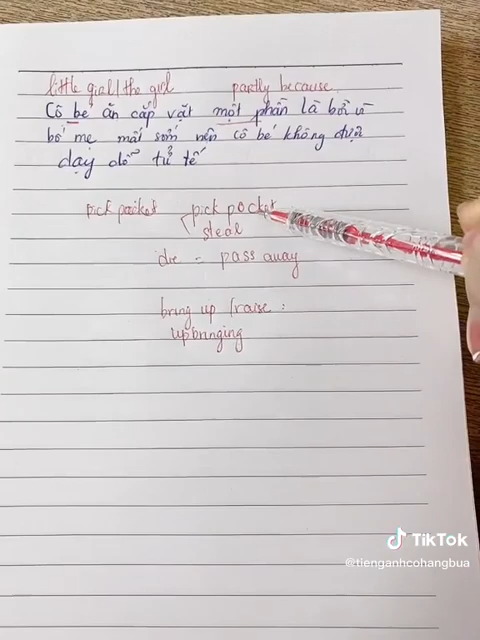 little girl/the girl partly because
Cô bé ăn cắp vặt một phần là bởi vì
bố mẹ mất sớm nên cô bé không được
dạy dỗ tử tế
pick packet pick pocket
steal
die - pass away
bring up /raise :
upbringing
TikTok
@tienganhcohangbua